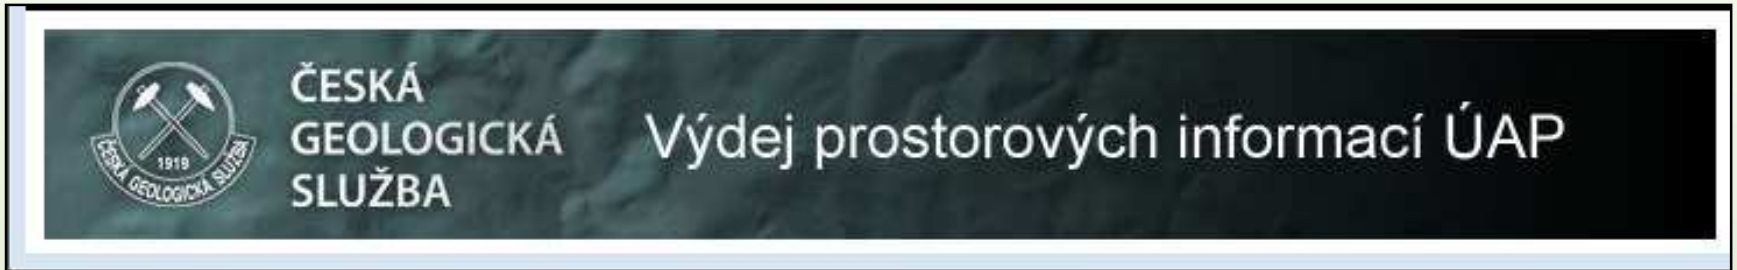 ČESKÁ
GEOLOGICKÁ
SLUŽBA
Výdej prostorových informací ÚAP
1919
ČESKÁ GEOLOGICKÁ SLUŽBA